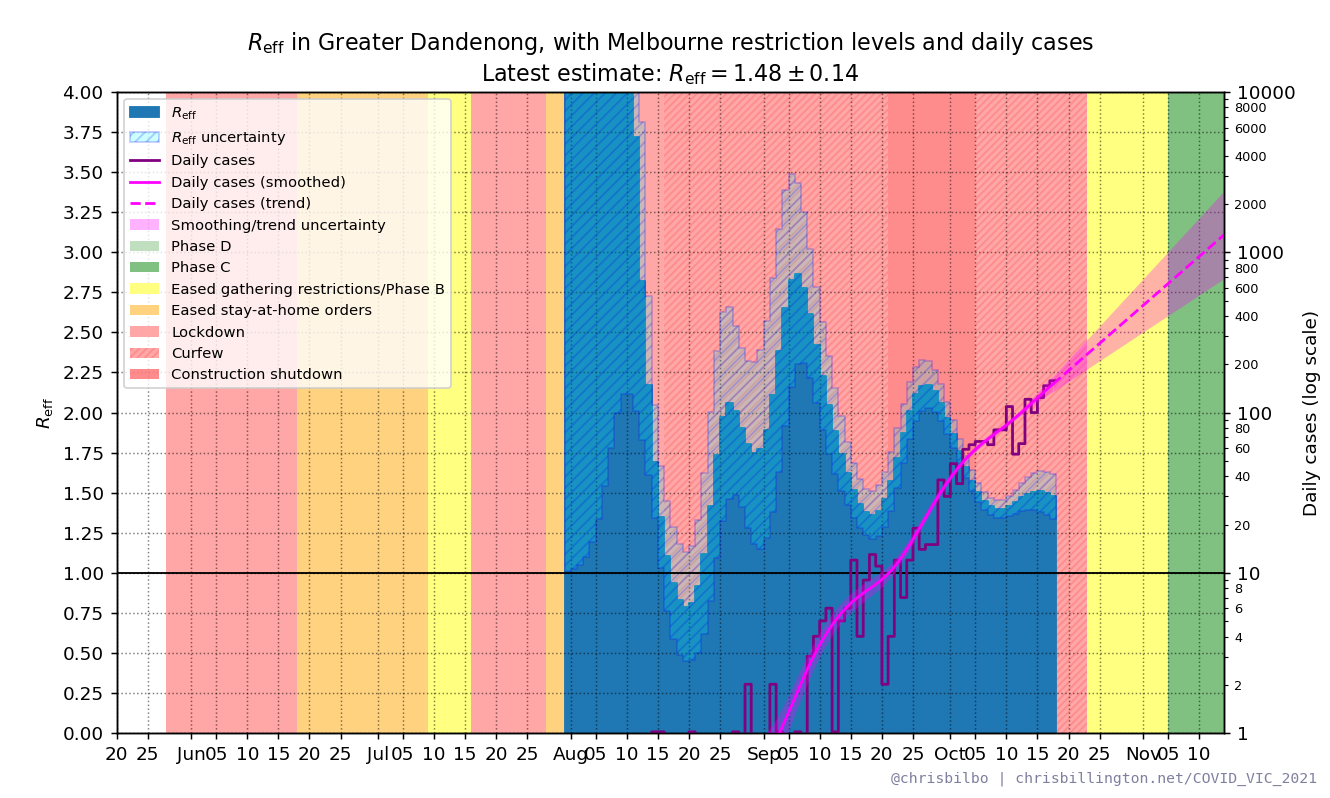 Reff in Greater Dandenong, with Melbourne restriction levels and daily cases
Latest estimate: Reff = 1.48 ± 0.14
4.00
3.75
3.50
3.25
3.00
2.75
2.50
2.25
2.00
1.75
1.50
1.25
1.00
0.75
0.50
0.25
0.00
Reff
Reff
Reff uncertainty
Daily cases
Daily cases (smoothed)
Daily cases (trend)
Smoothing/trend uncertainty
Phase D
Phase C
Eased gathering restrictions/Phase B
Eased stay-at-home orders
Lockdown
Curfew
Construction shutdown
10000
8000
6000
4000
2000
1000
800
600
400
200
100
80
60
40
20
10
8
6
4
2
1
Daily cases (log scale)
20 25 Jun 05 10 15 20 25 Jul 05 10 15 20 25 Aug 05 10 15 20 25 Sep 05 10 15 20 25 Oct 05 10 15 20 25 Nov 05 10
@chrisbilbo | chrisbillington.net/COVID_VIC_2021